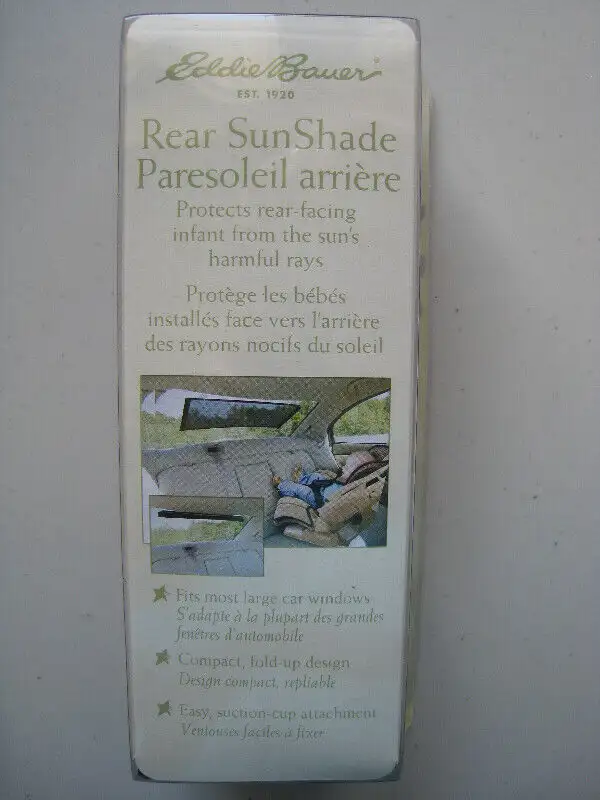 Eddie Bauer
EST. 1920
Rear SunShade
Paresoleil arrière
Protects rear-facing
infant from the sun's
harmful rays
Protège les bébés
installés face vers l'arrière
des rayons nocifs du soleil
Fits most large car windows
S'adapte à la plupart des grandes
fenêtres d'automobile
Compact, fold-up design
Design compact, repliable
Easy, suction-cup attachment
Ventouses faciles à fixer